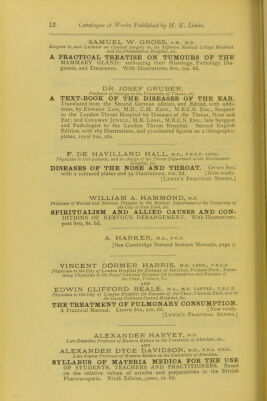 12 Catalogue of Works Published by H. K. Lewis.
SAMUEL W. GROSS, A.M., M.D.
Surgeon to, and Lecturer on Clinical Surgery in, the Jefferson Medical College Hospital
and the Philadelphia Hospital, &c.
A PRACTICAL TREATISE ON TUMOURS OF THE
MAMMARY GLAND: embracing their Histology, Pathology, Diagnosis,
and Treatment. With Illustrations, 8vo, 10s. 6d.
DR. JOSEF GRUBER.
Professor of Otology in the University of Vienna, etc.
A TEXT-BOOK OF THE DISEASES OF THE EAR.
Translated from the Second German edition, and Edited, with additions,
by EDWARD LAW, M.D., C.M. EDIN., M.R.C.S. ENG., Surgeon
to the London Throat Hospital for Diseases of the Throat, Nose and
Ear; and COLEMAN JEWELL, M.B. LOND., M.R.C.S. ENG., late Surgeon
and Pathologist to the London Throat Hospital. Second English
Edition, with 165 Illustrations, and 70 coloured figures on 2 lithographic
plates, royal 8vo, 28s.
F. DE HAVILLAND HALL, M.D., F.R.C.P. LOND.
Physician to Out-patients, and in charge of the Throat Department at the Westminster
Hospital, etc.
DISEASES OF THE NOSE AND THROAT. Crown 8vo,
with 2 coloured plates and 59 illustrations, 10s. 6d. [Now ready.
[LEWIS'S PRACTICAL SERIES.]
WILLIAM A. HAMMOND, M.D.
Professor of Mental and Nervous Diseases in the Medical Department of the University of
the City of New York, &c.
SPIRITUALISM AND ALLIED CAUSES AND CONDITIONS
OF NERVOUS DERANGEMENT. With Illustrations,
post 8vo, 8s. 6d.
A. HARKER, M.A., F.G.S.
[See Cambridge Natural Science Manuals, page 5.
VINCENT DORMER HARRIS, M.D. LOND., F.R.C.P.
Physician to the City of London Hospital for Diseases of the Chest, Victoria Park;
AND
EDWIN CLIFFORD BEALE, M.A., M.B. CANTAB., F.R.C.P.
Physician to the City of London Hospital for Diseases of the Chest, Victoria Park, and to
the Great Northern Central Hospital, &c.
THE TREATMENT OF PULMONARY CONSUMPTION.
A Practical Manual. Crown 8vo, 10s. 6d. [Now ready.
[LEWIS'S PRACTICAL SERIES.]
ALEXANDER HARVEY, M.D.
Late Emeritus Professor of Materia Medica in the University of Aberdeen, &c.,
AND
ALEXANDER DYCE DAVIDSON, M.D., F.R.S. EDIN.
Late Regius Professor of Materia Medica in the University of Aberdeen.
SYLLABUS OF MATERIA MEDICA FOR THE USE
OF STUDENTS, TEACHERS AND PRACTITIONERS. Based
on the relative values of articles and preparations in the British
Pharmacopœia. Ninth Edition, 32mo, 1s. 6d.